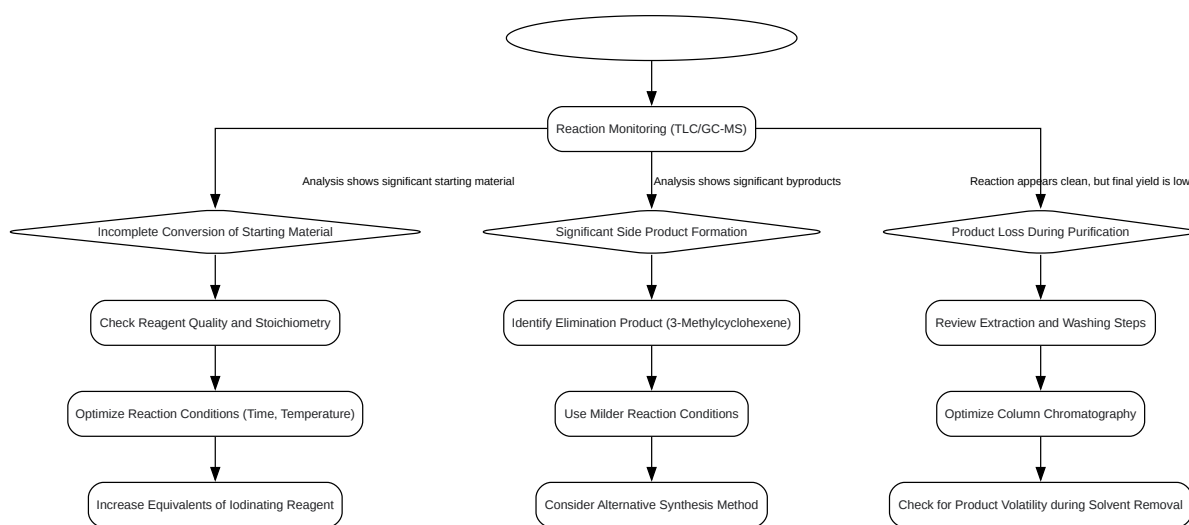 Reaction Monitoring (TLC/GC-MS)
Analysis shows significant starting material
Analysis shows significant byproducts
Reaction appears clean, but final yield is low
Incomplete Conversion of Starting Material
Significant Side Product Formation
Product Loss During Purification
Check Reagent Quality and Stoichiometry
Identify Elimination Product (3-Methylcyclohexene)
Review Extraction and Washing Steps
Optimize Reaction Conditions (Time, Temperature)
Use Milder Reaction Conditions
Optimize Column Chromatography
Increase Equivalents of Iodinating Reagent
Consider Alternative Synthesis Method
Check for Product Volatility during Solvent Removal